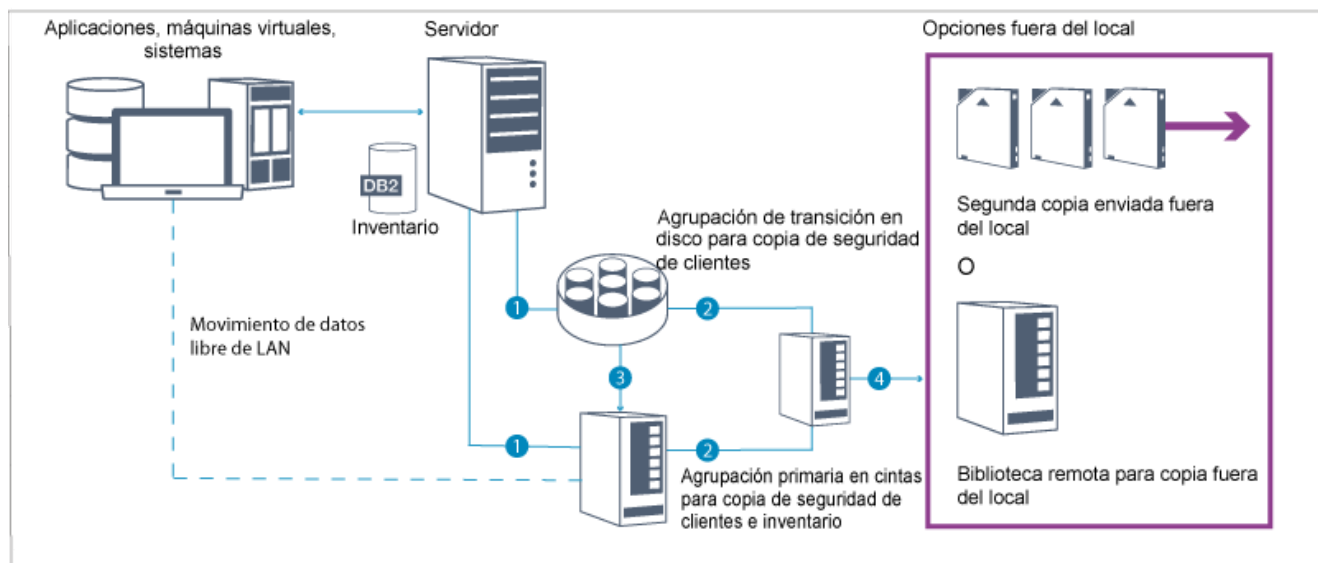 Aplicaciones, máquinas virtuales,
sistemas
Servidor
Opciones fuera del local
DB2
Inventario
Agrupación de transición en
disco para copia de seguridad
de clientes
Segunda copia enviada fuera
del local
O
1
2
Movimiento de datos
libre de LAN
3
4
1
2
Agrupación primaria en cintas
para copia de seguridad de
clientes e inventario
Biblioteca remota para copia fuera
del local